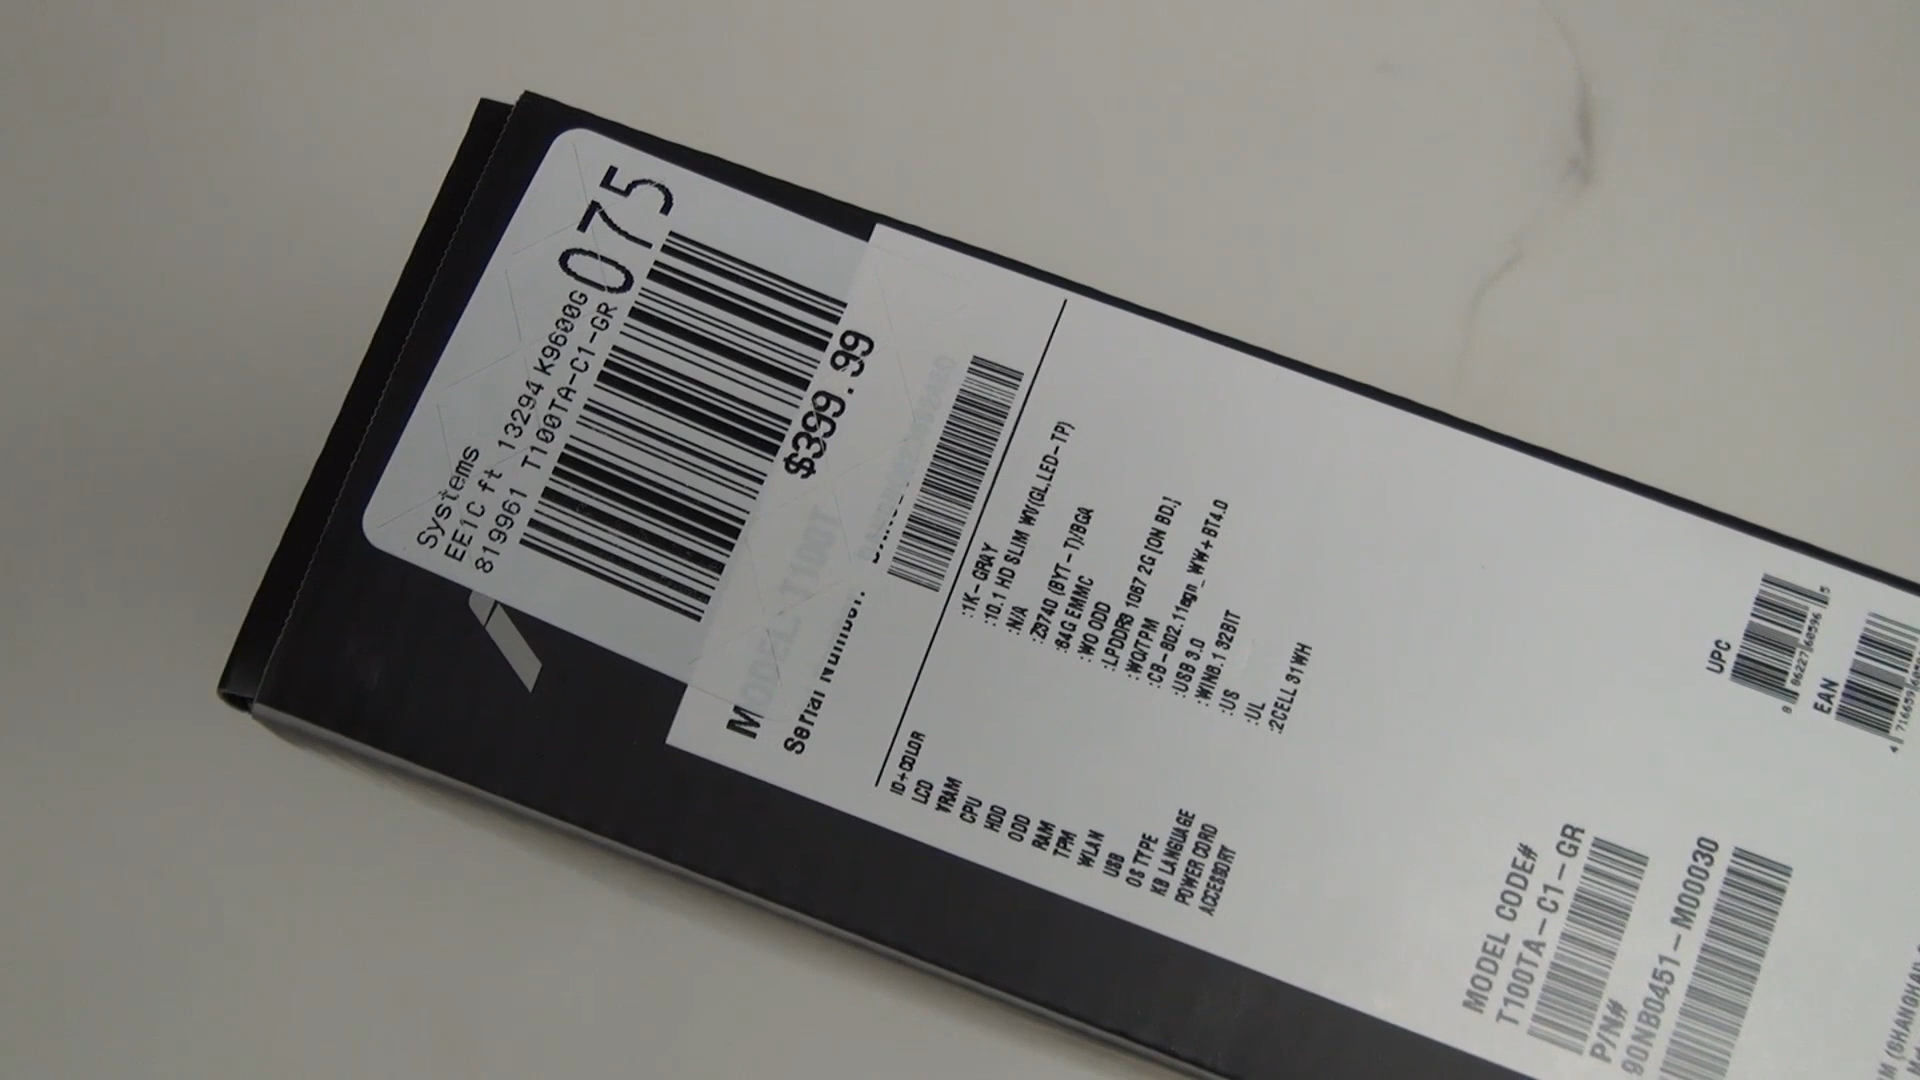 Systems
EE1C ft 13294 K9600G
075
819961 T100TA-C1-GR
$399.99
MODEL: T100T
Serial Number:
ID+COLOR :1K-GRAY
LCD :10.1 HD SLIM WV(GL,LED-TP)
VRAM :N/A
CPU :Z3740 (BYT-T)/BGA
HDD :64G EMMC
ODD :WO ODD
RAM :LPDDR3 1067 2G [ON BD.]
TPM :WO/TPM
WLAN :CB-802.11agn_WW+BT4.0
USB :USB 3.0
OS TYPE :WIN8.1 32BIT
KB LANGUAGE :US
POWER CORD :UL
ACCESSORY :2CELL 31WH
UPC
EAN
MODEL CODE#
T100TA-C1-GR
P/N#
90NB0451-M00030